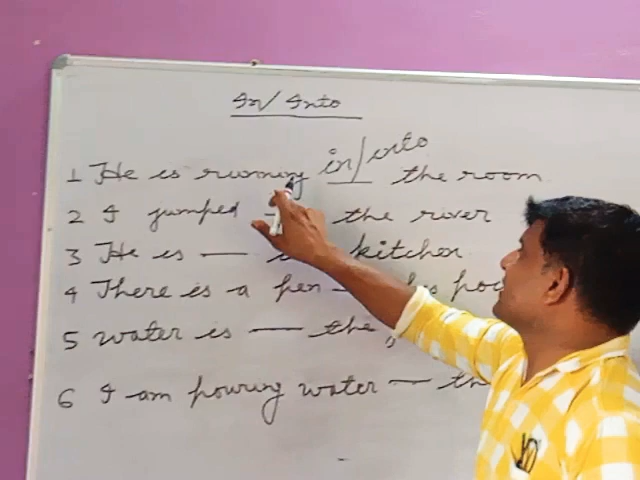 In/Into
1 He is running in/into the room
2 I jumped — the river
3 He is — kitchen
4 There is a pen — his
5 water is — the
6 I am pouring water —